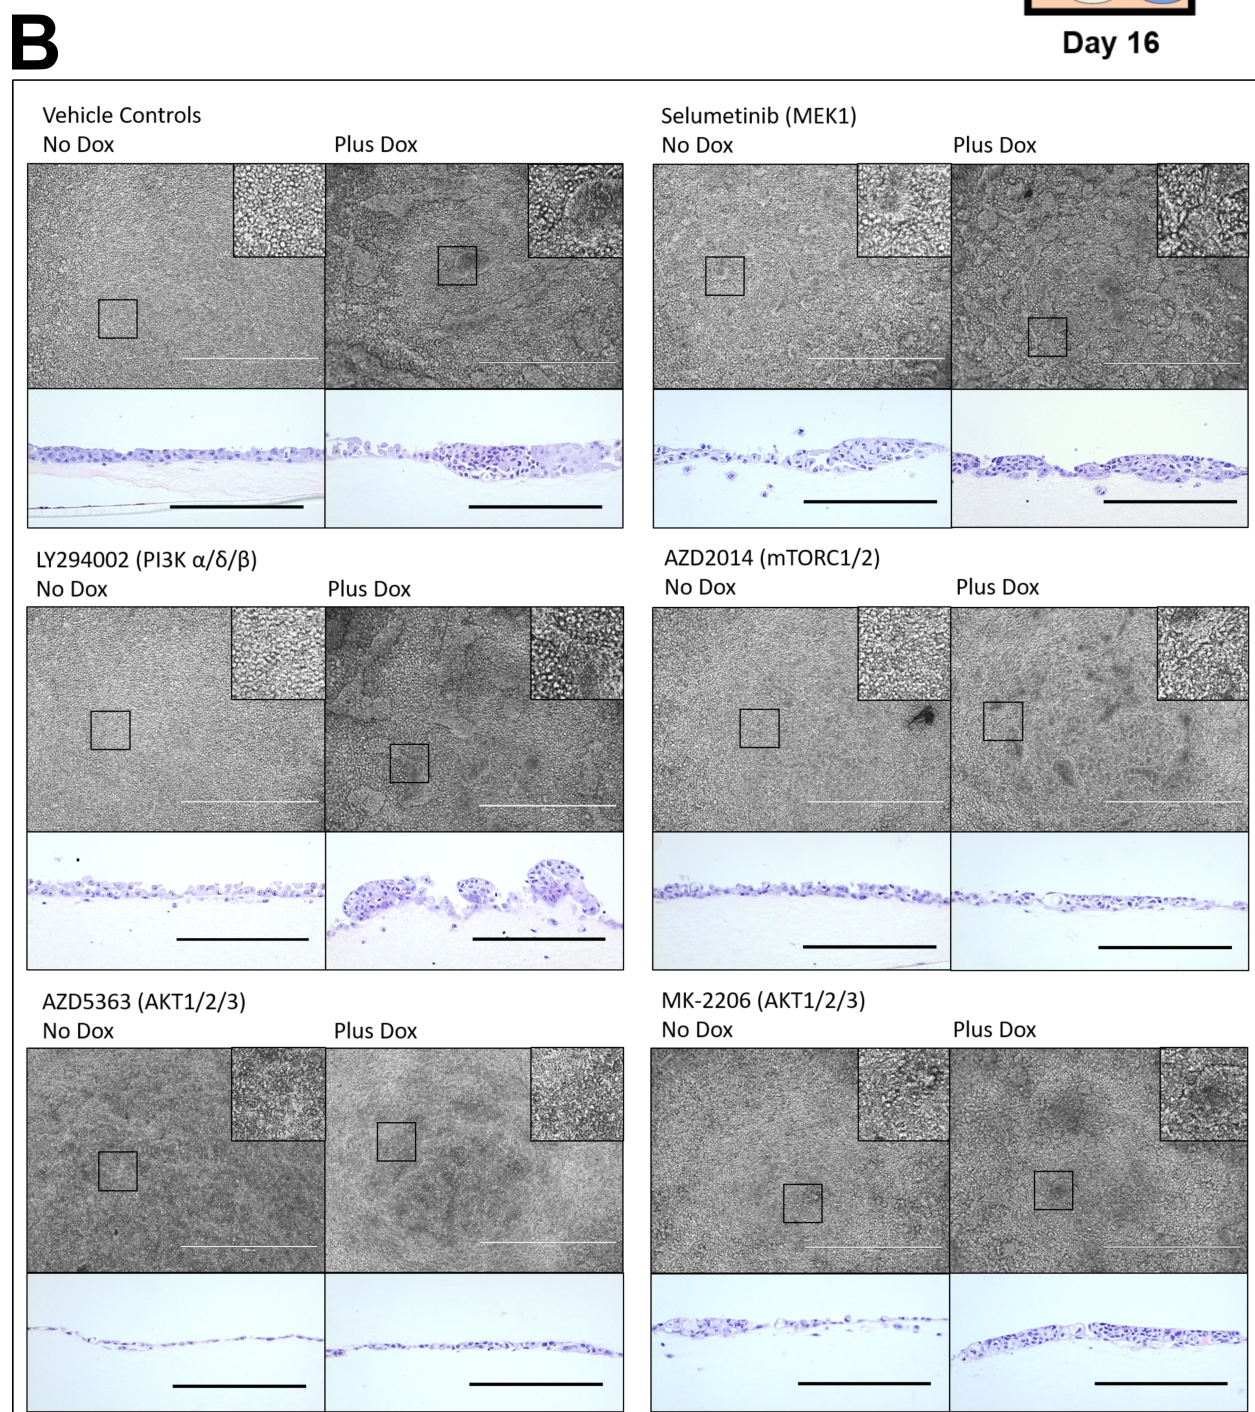 B
Day 16
Vehicle Controls
No Dox
Plus Dox
Selumetinib (MEK1)
No Dox
Plus Dox
LY294002 (PI3K α/δ/β)
No Dox
Plus Dox
AZD2014 (mTORC1/2)
No Dox
Plus Dox
AZD5363 (AKT1/2/3)
No Dox
Plus Dox
MK-2206 (AKT1/2/3)
No Dox
Plus Dox